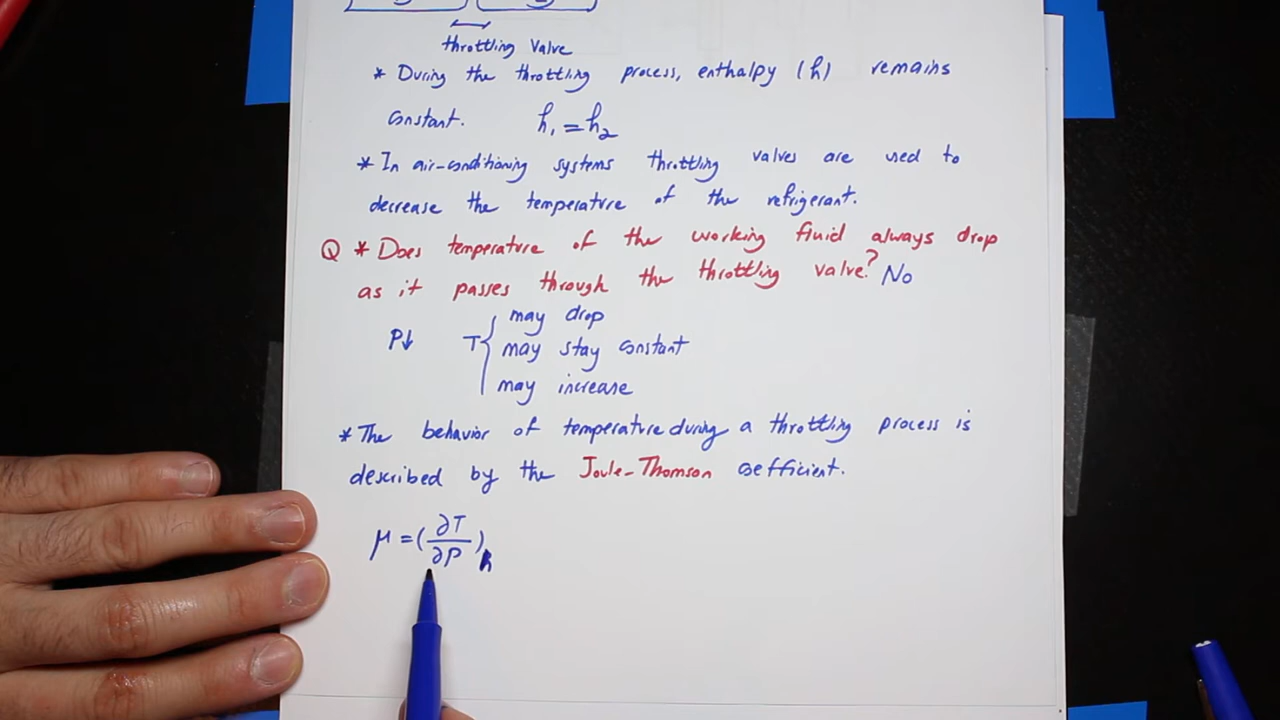 throttling valve
* During the throttling process, enthalpy (h) remains
constant. h₁ = h₂
* In air-conditioning systems throttling valves are used to
decrease the temperature of the refrigerant.
Q * Does temperature of the working fluid always drop
as it passes through the throttling valve? No
P↓ T { may drop
may stay constant
may increase
* The behavior of temperature during a throttling process is
described by the Joule-Thomson coefficient.
μ = (∂T/∂P)h